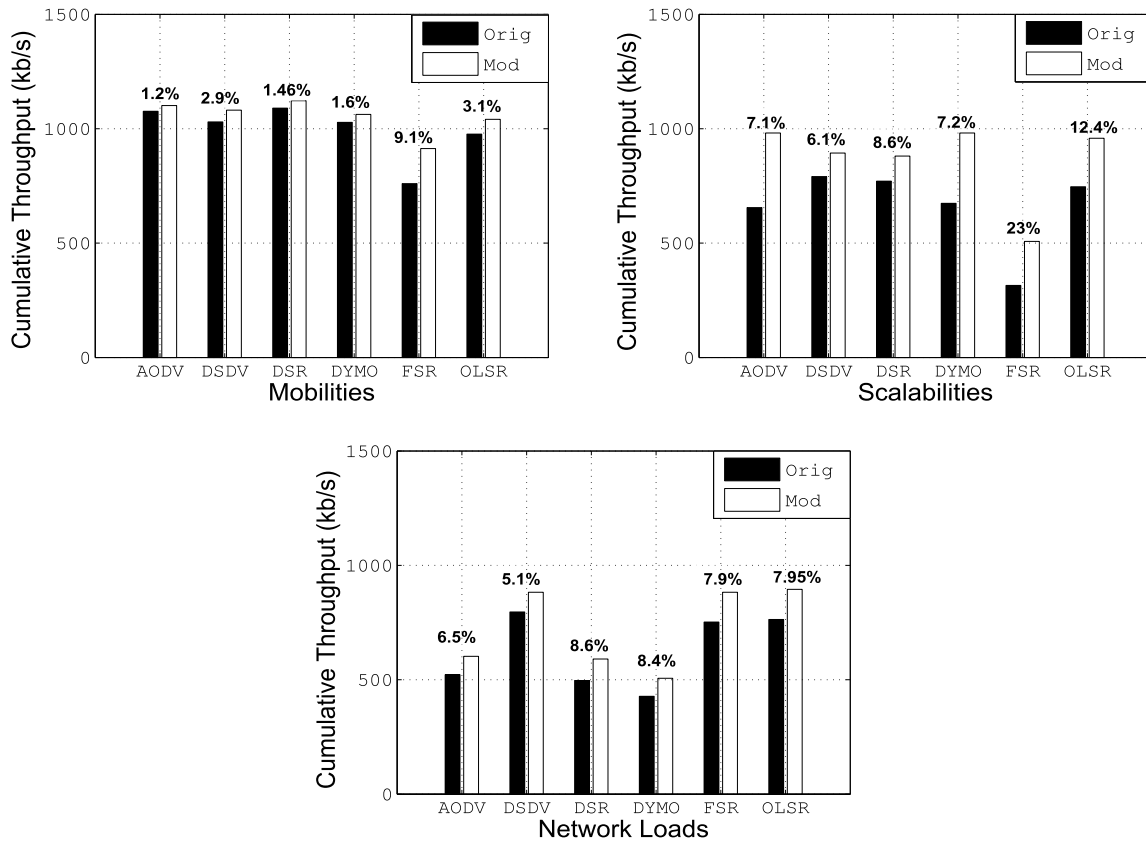 Cumulative Throughput (kb/s)
1500
1000
500
0
Orig
Mod
1.2%
2.9%
1.46%
1.6%
9.1%
3.1%
AODV DSDV DSR DYMO FSR OLSR
Mobilities
Cumulative Throughput (kb/s)
1500
1000
500
0
Orig
Mod
7.1%
6.1%
8.6%
7.2%
23%
12.4%
AODV DSDV DSR DYMO FSR OLSR
Scalabilities
Cumulative Throughput (kb/s)
1500
1000
500
0
Orig
Mod
6.5%
5.1%
8.6%
8.4%
7.9%
7.95%
AODV DSDV DSR DYMO FSR OLSR
Network Loads